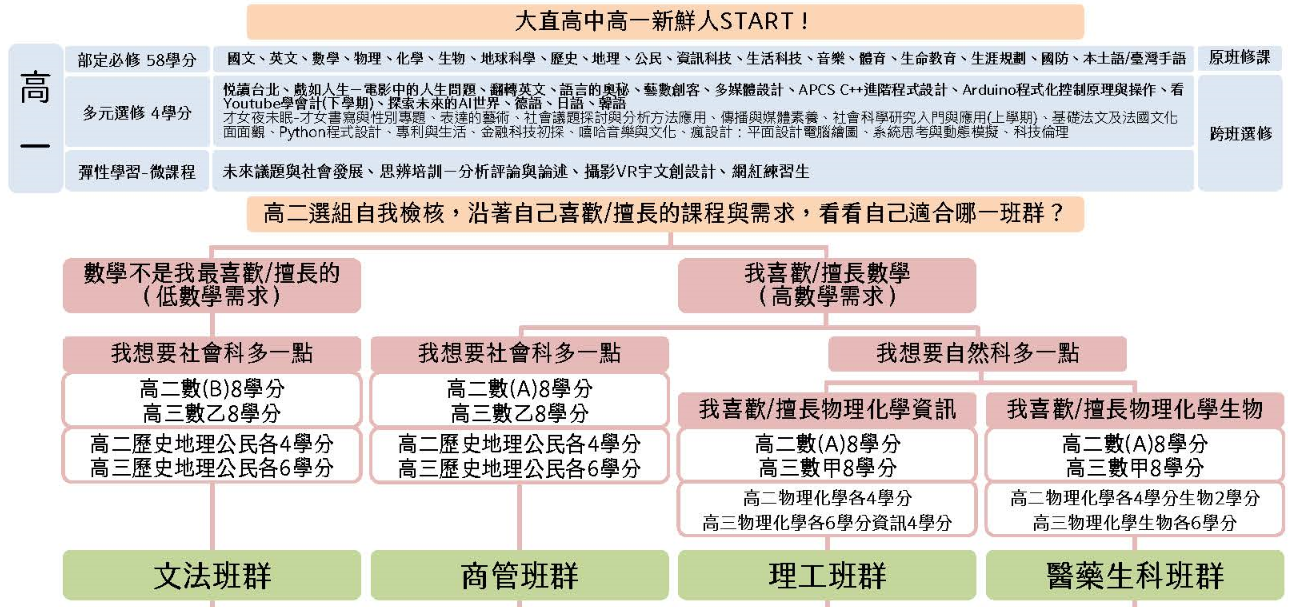 大直高中高一新鮮人START！
高一
部定必修 58學分
國文、英文、數學、物理、化學、生物、地球科學、歷史、地理、公民、資訊科技、生活科技、音樂、體育、生命教育、生涯規劃、國防、本土語/臺灣手語
原班修課
多元選修 4學分
悅讀台北、戲如人生－電影中的人生問題、翻轉英文、語言的奧秘、藝數創客、多媒體設計、APCS C++進階程式設計、Arduino程式化控制原理與操作、看
Youtube學會計(下學期)、探索未來的AI世界、德語、日語、韓語
才女夜未眠-才女書寫與性別專題、表達的藝術、社會議題探討與分析方法應用、傳播與媒體素養、社會科學研究入門與應用(上學期)、基礎法文及法國文化
面面觀、Python程式設計、專利與生活、金融科技初探、嘻哈音樂與文化、瘋設計：平面設計電腦繪圖、系統思考與動態模擬、科技倫理
跨班選修
彈性學習-微課程
未來議題與社會發展、思辨培訓－分析評論與論述、攝影VR宇文創設計、網紅練習生
高二選組自我檢核，沿著自己喜歡/擅長的課程與需求，看看自己適合哪一班群？
數學不是我最喜歡/擅長的
（低數學需求）
我喜歡/擅長數學
（高數學需求）
我想要社會科多一點
我想要社會科多一點
我想要自然科多一點
高二數(B)8學分
高三數乙8學分
高二歷史地理公民各4學分
高三歷史地理公民各6學分
高二數(A)8學分
高三數乙8學分
高二歷史地理公民各4學分
高三歷史地理公民各6學分
我喜歡/擅長物理化學資訊
高二數(A)8學分
高三數甲8學分
高二物理化學各4學分
高三物理化學各6學分資訊4學分
我喜歡/擅長物理化學生物
高二數(A)8學分
高三數甲8學分
高二物理化學各4學分生物2學分
高三物理化學生物各6學分
文法班群
商管班群
理工班群
醫藥生科班群